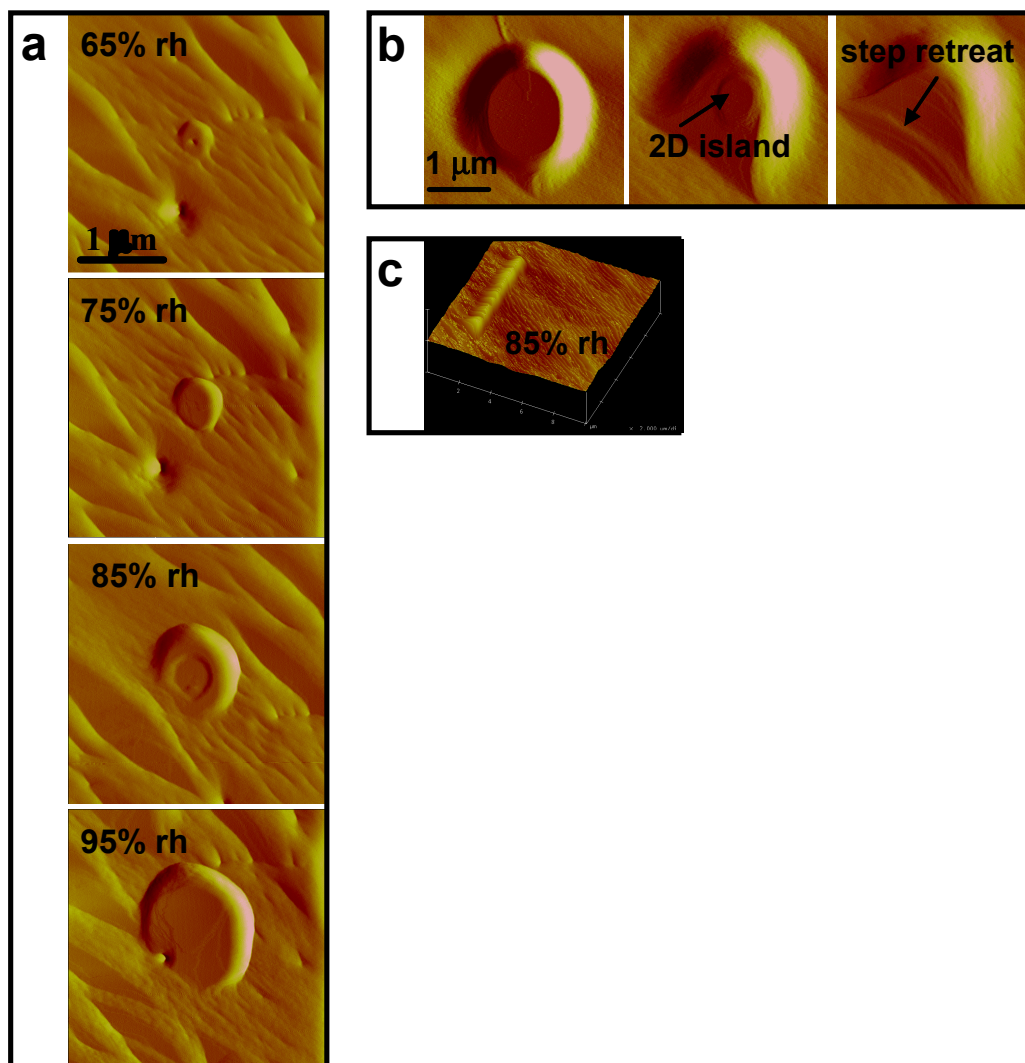 a
65% rh
1 μm
75% rh
85% rh
95% rh
b
1 μm
2D island
step retreat
c
85% rh
2
4
6
8
μm